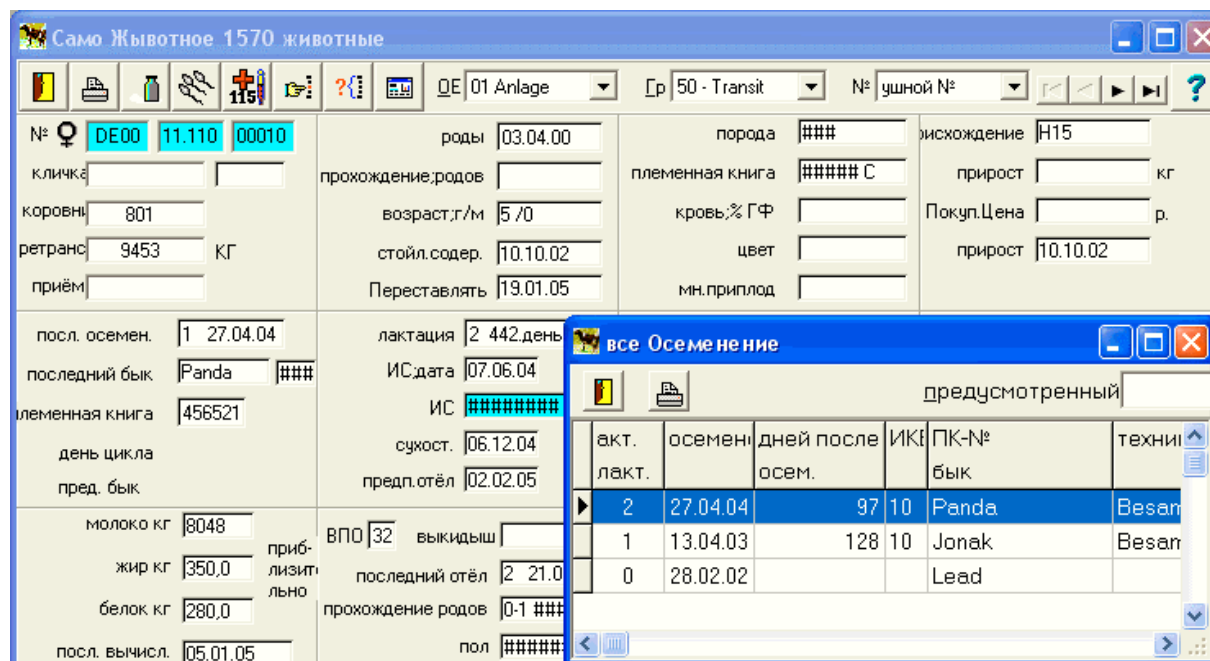 Само Жывотное 1570 животные
115 ?{ ОЕ 01 Anlage Гр 50 - Transit № ушной № ?
№ DE00 11.110 00010 роды 03.04.00 порода ### оисхождение H15
кличка прохождение;родов племенная книга ##### C прирост кг
коровни 801 возраст;г/м 5 /0 кровь;% ГФ Покуп.Цена р.
ретранс 9453 КГ стойл.содер. 10.10.02 цвет прирост 10.10.02
приём Переставлять 19.01.05 мн.приплод
посл. осемен. 1 27.04.04 лактация 2 442.день
последний бык Panda ### ИС;дата 07.06.04
леменная книга 456521 ИС ########
день цикла сухост. 06.12.04
пред. бык предп.отёл 02.02.05
молоко кг 8048 приб-лизит льно ВПО 32 выкидыш
жир кг 350,0 последний отёл 2 21.0
белок кг 280,0 прохождение родов 0-1 ###
посл. вычисл. 05.01.05 пол ######
все Осеменение
предусмотренный
акт. осемен дней после ИК ПК-№ техни
лакт. осем. бык
2 27.04.04 97 10 Panda Besam
1 13.04.03 128 10 Jonak Besam
0 28.02.02 Lead